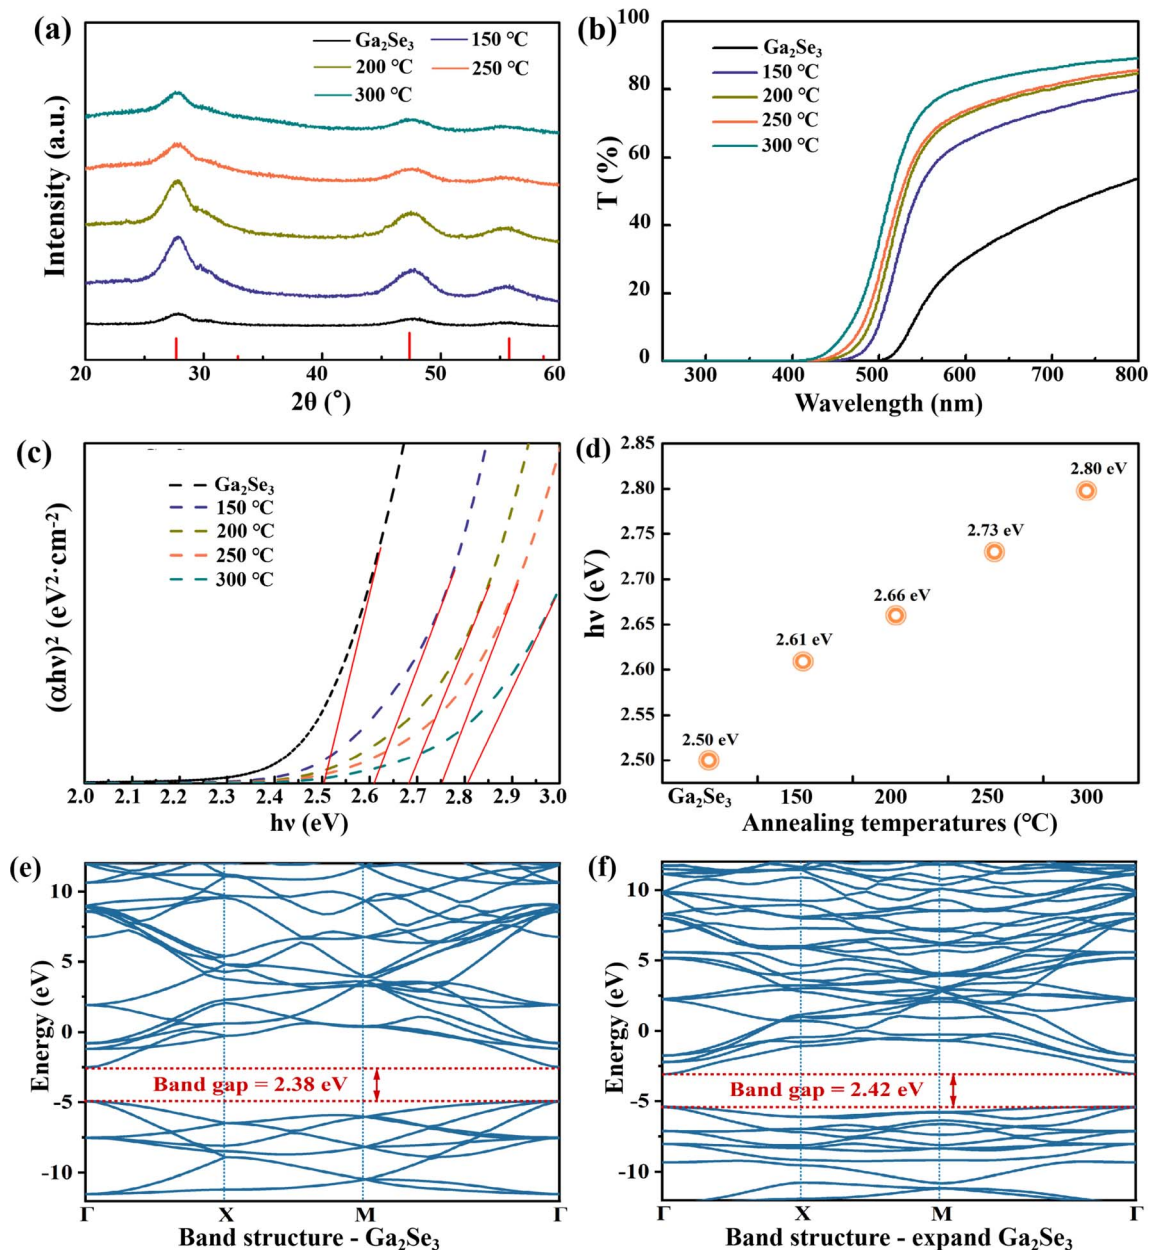 (a)
Ga₂Se₃
150 ℃
200 ℃
250 ℃
300 ℃
Intensity (a.u.)
20 30 40 50 60
2θ (°)
(b)
Ga₂Se₃
150 ℃
200 ℃
250 ℃
300 ℃
T (%)
100
80
60
40
20
0
300 400 500 600 700 800
Wavelength (nm)
(c)
Ga₂Se₃
150 ℃
200 ℃
250 ℃
300 ℃
(αhν)² (eV²·cm⁻²)
2.0 2.1 2.2 2.3 2.4 2.5 2.6 2.7 2.8 2.9 3.0
hν (eV)
(d)
hν (eV)
2.85
2.80
2.75
2.70
2.65
2.60
2.55
2.50
2.80 eV
2.73 eV
2.66 eV
2.61 eV
2.50 eV
Ga₂Se₃ 150 200 250 300
Annealing temperatures (℃)
(e)
Energy (eV)
10
5
0
-5
-10
Band gap = 2.38 eV
Γ X M Γ
Band structure - Ga₂Se₃
(f)
Energy (eV)
10
5
0
-5
-10
Band gap = 2.42 eV
Γ X M Γ
Band structure - expand Ga₂Se₃